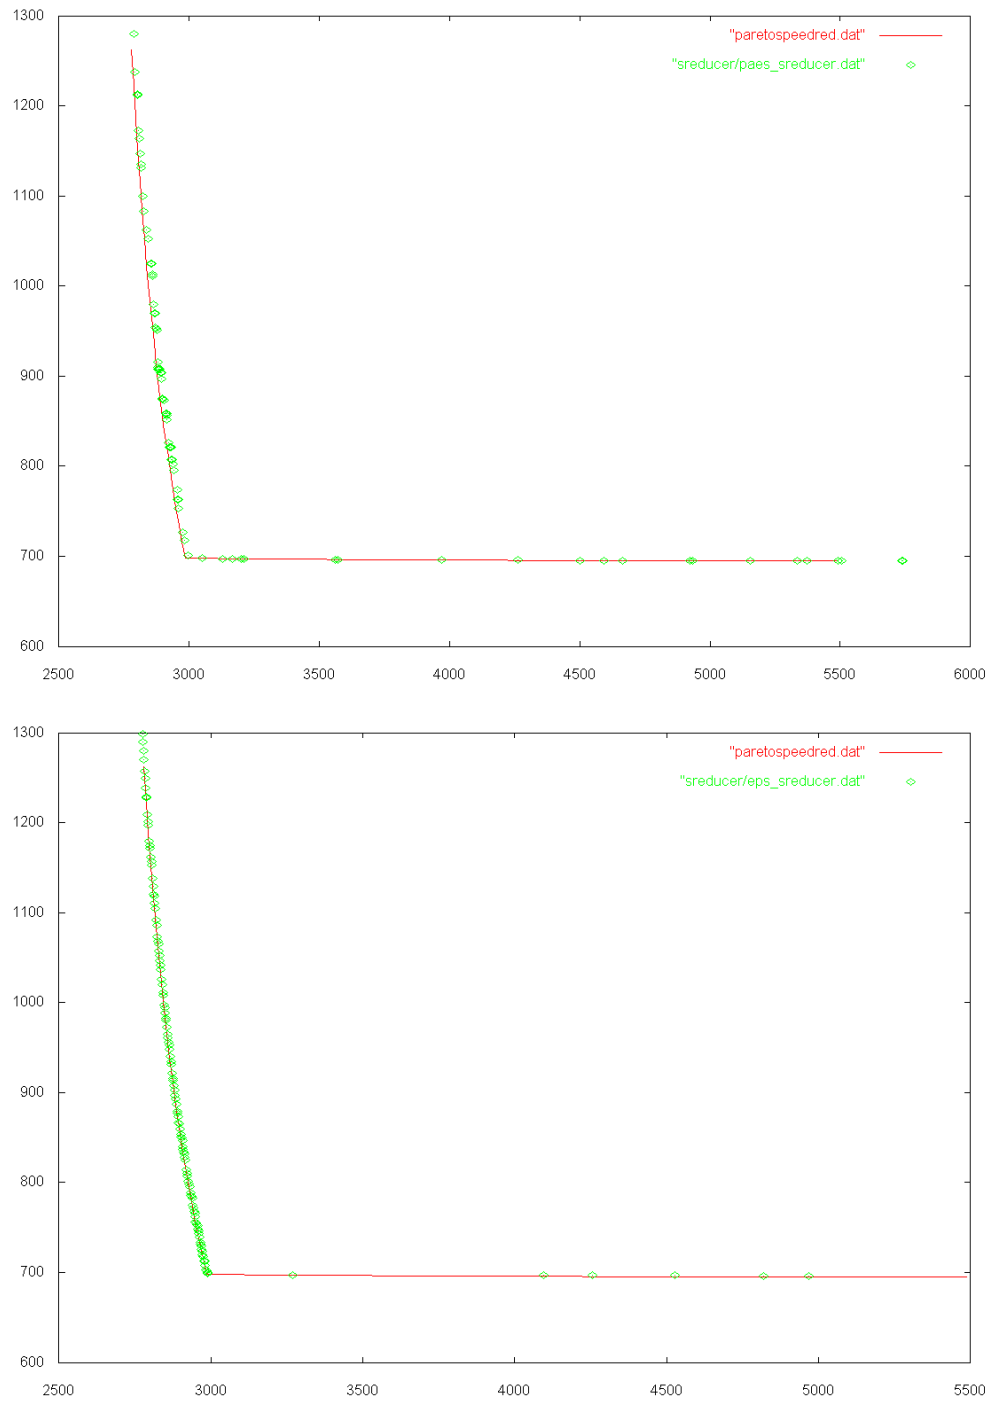 1300
"paretospeedred.dat"
"sreducer/paes_sreducer.dat"
1200
1100
1000
900
800
700
600
2500 3000 3500 4000 4500 5000 5500 6000
1300
"paretospeedred.dat"
"sreducer/eps_sreducer.dat"
1200
1100
1000
900
800
700
600
2500 3000 3500 4000 4500 5000 5500